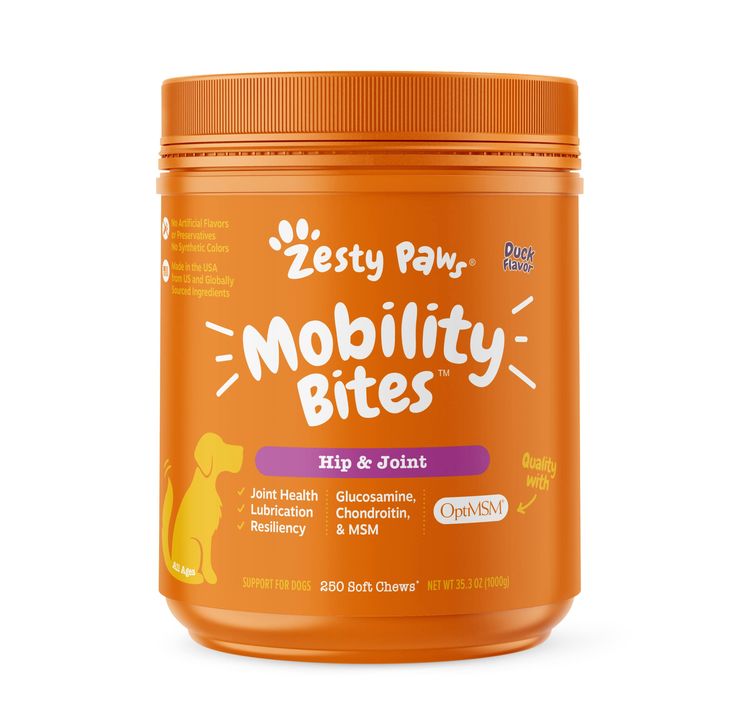 No Artificial Flavors
or Preservatives
No Synthetic Colors
Made in the USA
from US and Globally
Sourced Ingredients
Zesty Paws®
Duck
Flavor
Mobility
Bites™
Hip & Joint
✓ Joint Health
✓ Lubrication
✓ Resiliency
Glucosamine,
Chondroitin,
& MSM
OptiMSM®
Quality
with
All Ages
SUPPORT FOR DOGS 250 Soft Chews* NET WT 35.3 OZ (1000g)